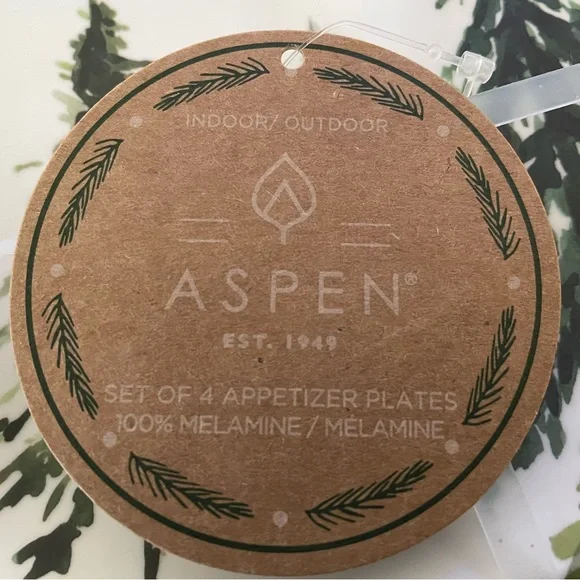 INDOOR/ OUTDOOR
ASPEN®
EST. 1949
SET OF 4 APPETIZER PLATES
100% MELAMINE / MÉLAMINE